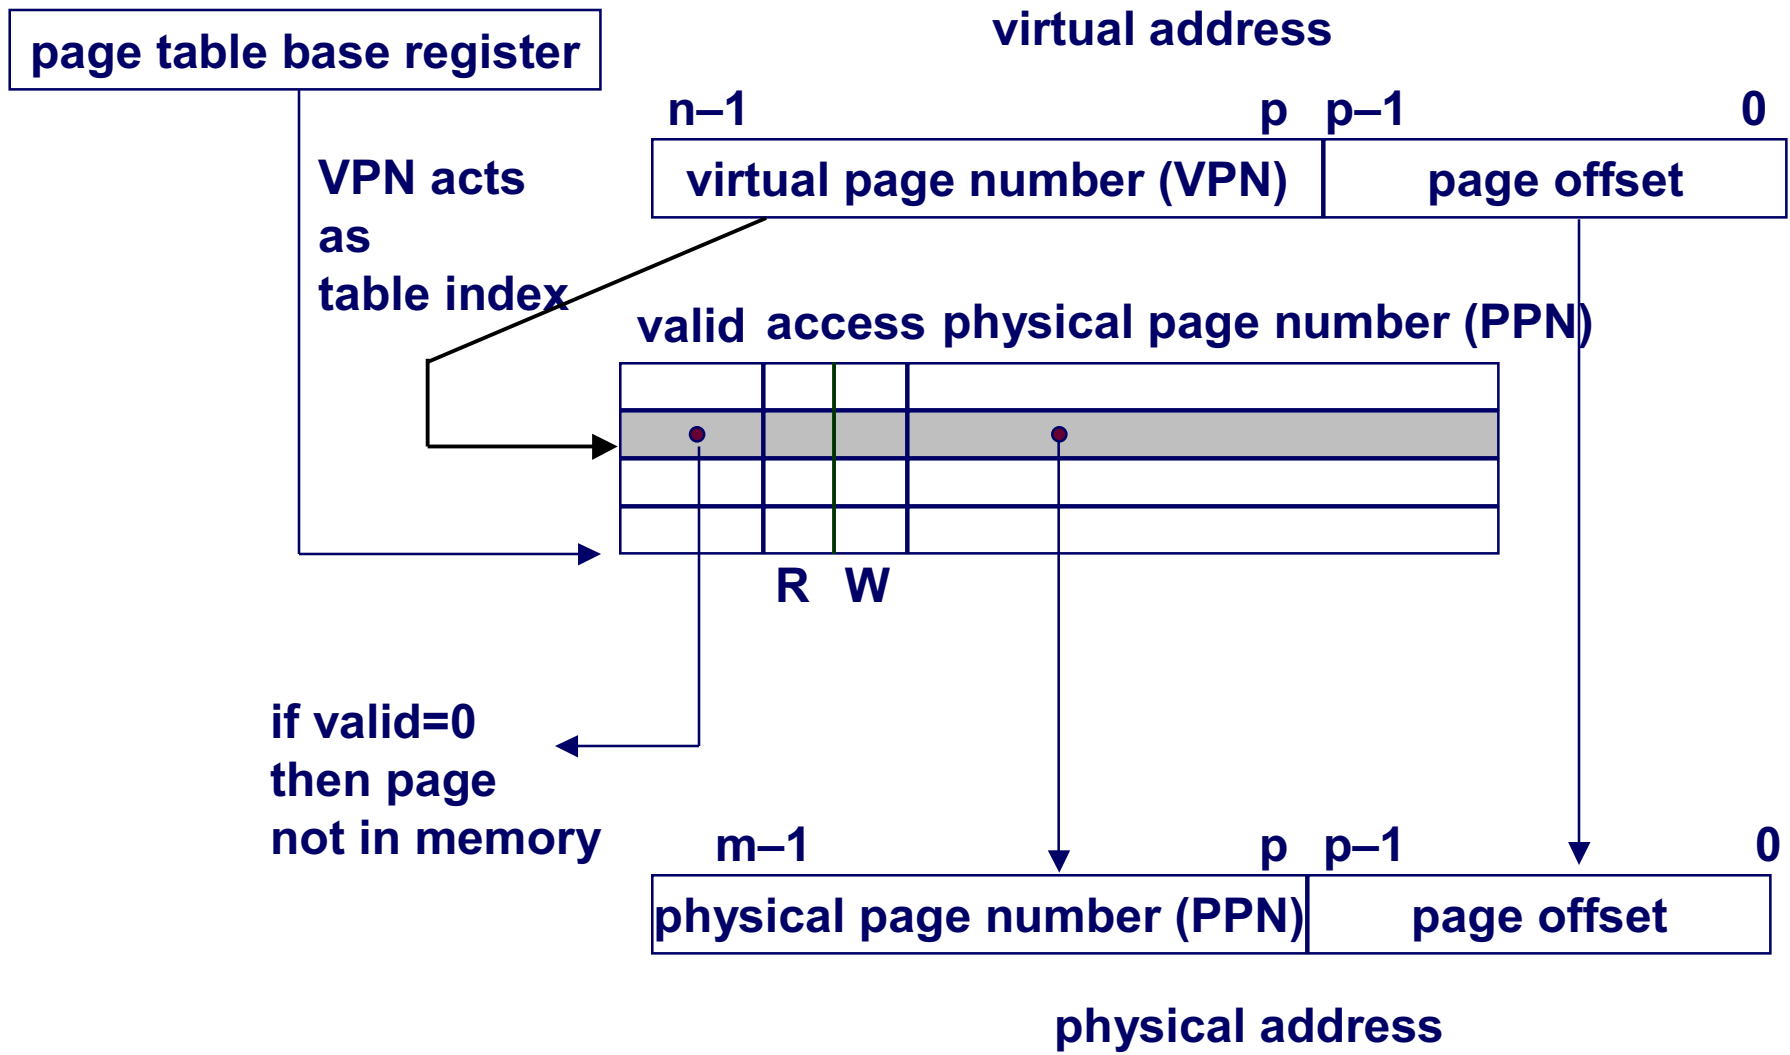 page table base register
virtual address
n–1 p p–1 0
VPN acts
as
table index
virtual page number (VPN) page offset
valid access physical page number (PPN)
R W
if valid=0
then page
not in memory
m–1 p p–1 0
physical page number (PPN) page offset
physical address